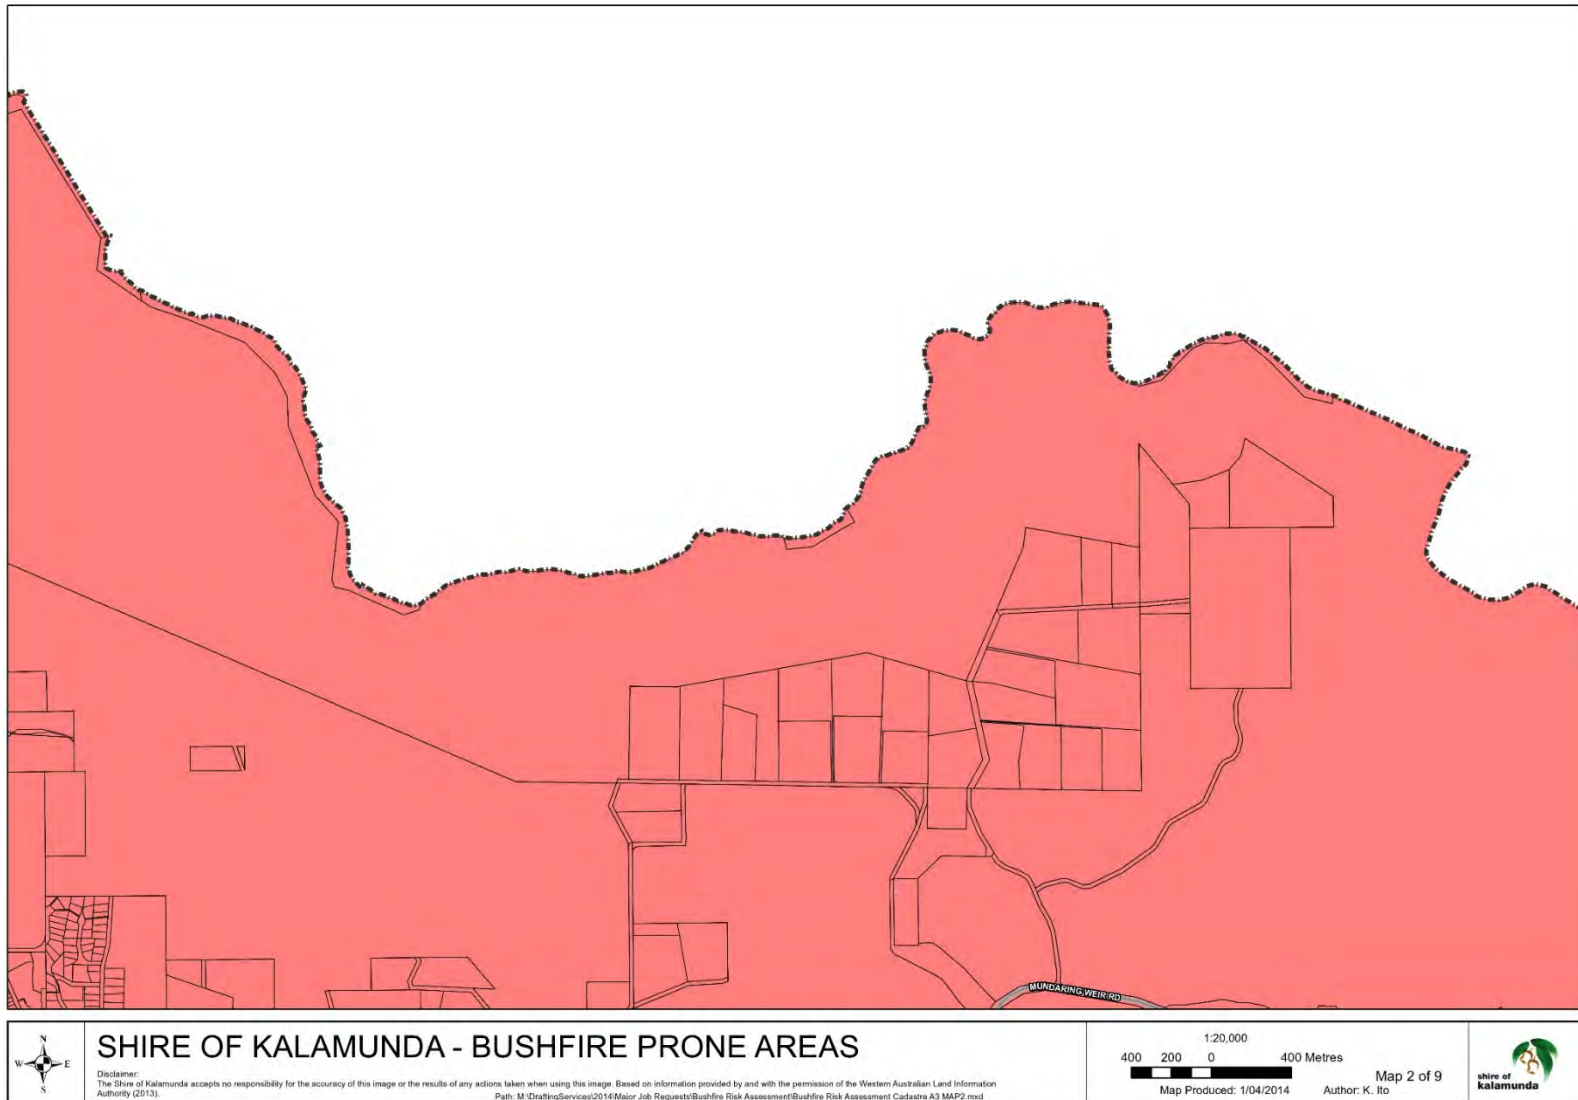 MUNDARING WEIR RD
N
W E
S
SHIRE OF KALAMUNDA - BUSHFIRE PRONE AREAS
Disclaimer:
The Shire of Kalamunda accepts no responsibility for the accuracy of this image or the results of any actions taken when using this image. Based on information provided by and with the permission of the Western Australian Land Information
Authority (2013).
Path: M:\DraftingServices\2014\Major Job Requests\Bushfire Risk Assessment\Bushfire Risk Assessment Cadastre A3 MAP2.mxd
1:20,000
400 200 0 400 Metres
Map 2 of 9
Map Produced: 1/04/2014 Author: K. Ito
shire of
kalamunda